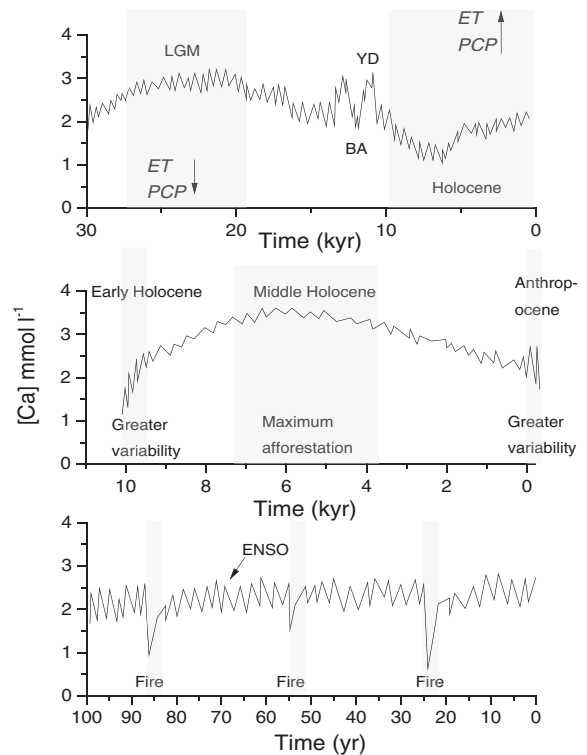 ET
PCP
4
LGM
YD
3
2
BA
1
ET
PCP
Holocene
0
30
20
10
0
Time (kyr)
[Ca] mmol l-1
4
Early Holocene
Middle Holocene
Anthrop-
ocene
3
2
1
Greater
variability
Maximum
afforestation
Greater
variability
0
10
8
6
4
2
0
Time (kyr)
4
ENSO
3
2
1
Fire
Fire
Fire
0
100
90
80
70
60
50
40
30
20
10
0
Time (yr)